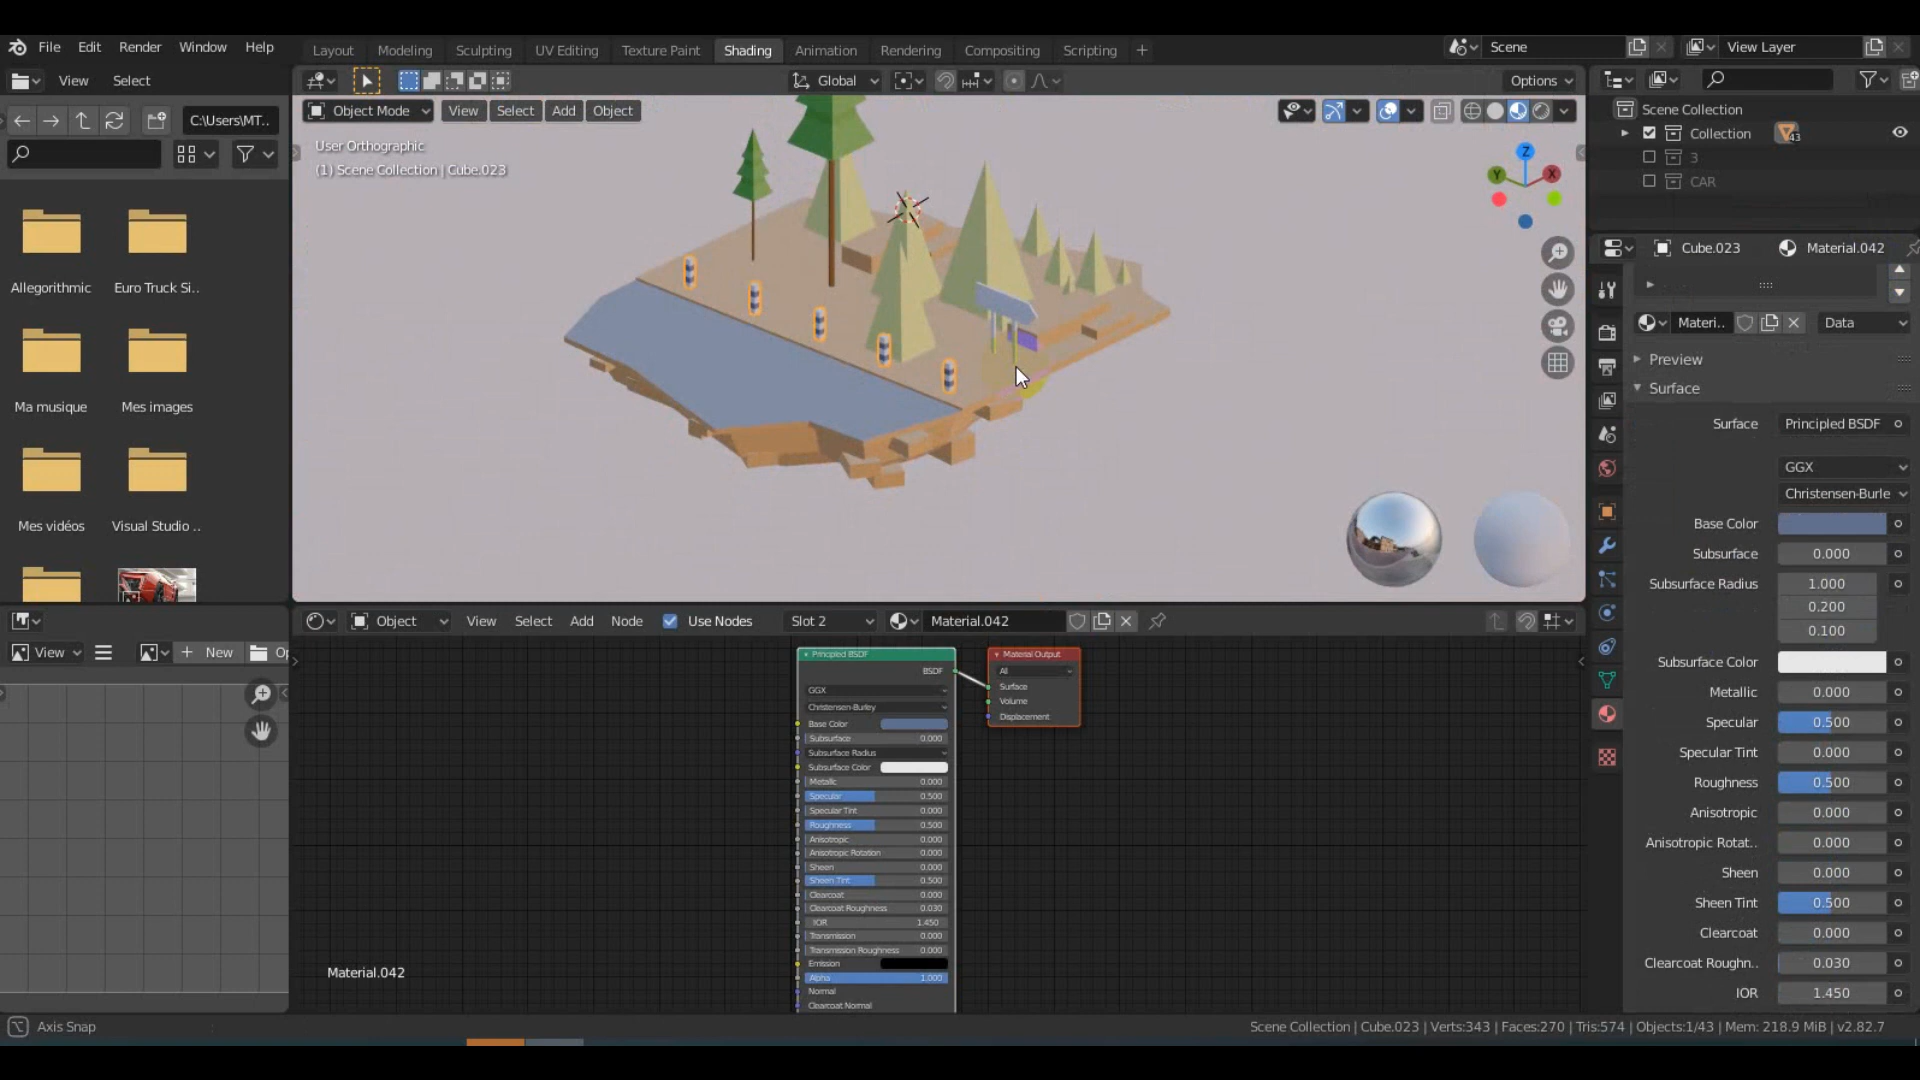 File Edit Render Window Help
Layout Modeling Sculpting UV Editing Texture Paint Shading Animation Rendering Compositing Scripting +
Scene
View Layer
View Select
Global
Options
C:\Users\MT..
Object Mode View Select Add Object
User Orthographic
(1) Scene Collection | Cube.023
Z
Y
X
Allegorithmic
Euro Truck Si..
Ma musique
Mes images
Mes vidéos
Visual Studio ..
Scene Collection
Collection
43
3
CAR
Cube.023
Material.042
Materi..
Data
Preview
Surface
Surface Principled BSDF
GGX
Christensen-Burle
Base Color
Subsurface 0.000
Subsurface Radius 1.000
0.200
0.100
Subsurface Color
Metallic 0.000
Specular 0.500
Specular Tint 0.000
Roughness 0.500
Anisotropic 0.000
Anisotropic Rotat.. 0.000
Sheen 0.000
Sheen Tint 0.500
Clearcoat 0.000
Clearcoat Roughn.. 0.030
IOR 1.450
View
+ New
Op
Object View Select Add Node Use Nodes Slot 2 Material.042
Principled BSDF
BSDF
GGX
Christensen-Burley
Base Color
Subsurface 0.000
Subsurface Radius
Subsurface Color
Metallic 0.000
Specular 0.500
Specular Tint 0.000
Roughness 0.500
Anisotropic 0.000
Anisotropic Rotation 0.000
Sheen 0.000
Sheen Tint 0.500
Clearcoat 0.000
Clearcoat Roughness 0.030
IOR 1.450
Transmission 0.000
Transmission Roughness 0.000
Emission
Alpha 1.000
Normal
Clearcoat Normal
Material Output
All
Surface
Volume
Displacement
Material.042
Axis Snap
Scene Collection | Cube.023 | Verts:343 | Faces:270 | Tris:574 | Objects:1/43 | Mem: 218.9 MiB | v2.82.7